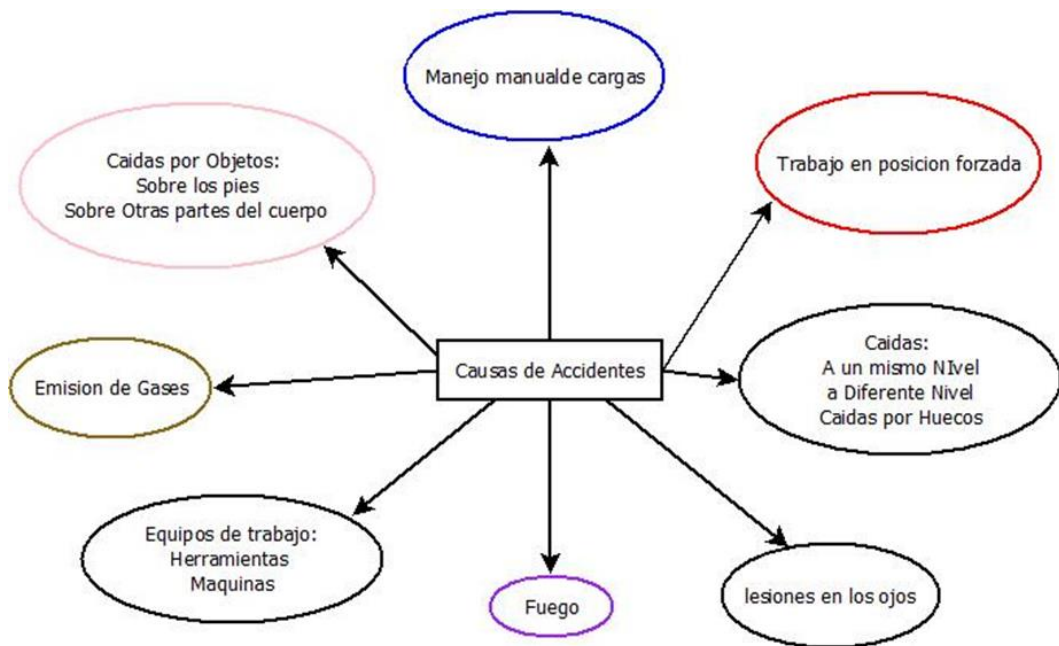 Manejo manualde cargas
Caidas por Objetos:
Sobre los pies
Sobre Otras partes del cuerpo
Trabajo en posicion forzada
Emision de Gases
Causas de Accidentes
Caidas:
A un mismo NIvel
a Diferente Nivel
Caidas por Huecos
Equipos de trabajo:
Herramientas
Maquinas
Fuego
lesiones en los ojos